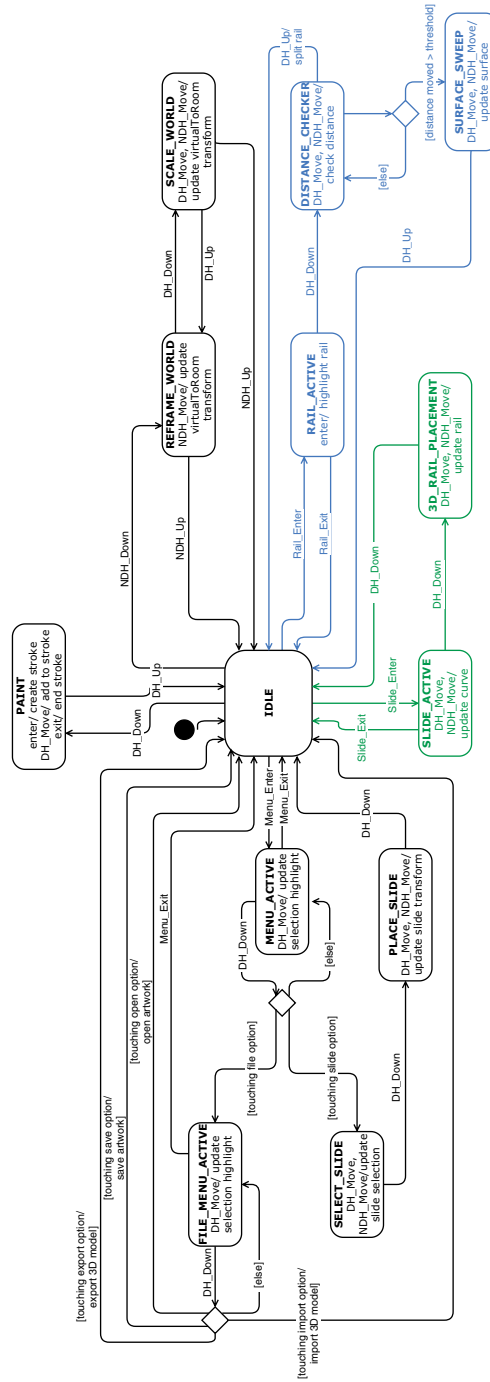 PAINT
enter/ create stroke
DH_Move/ add to stroke
exit/ end stroke
DH_Up
DH_Down
NDH_Down
REFRAME_WORLD
NDH_Move/ update
virtualToRoom
transform
NDH_Up
DH_Down
DH_Up
SCALE_WORLD
DH_Move, NDH_Move/
update virtualToRoom
transform
NDH_Up
IDLE
[touching export option/
export 3D model]
[touching save option/
save artwork]
[touching open option/
open artwork]
Menu_Exit
FILE_MENU_ACTIVE
DH_Move/ update
selection highlight
DH_Down
[else]
[touching file option]
[touching slide option]
DH_Down
[else]
MENU_ACTIVE
DH_Move/ update
selection highlight
Menu_Enter
Menu_Exit
[touching import option/
import 3D model]
SELECT_SLIDE
DH_Move,
NDH_Move/update
slide selection
DH_Down
PLACE_SLIDE
DH_Move, NDH_Move/
update slide transform
DH_Down
Rail_Enter
Rail_Exit
RAIL_ACTIVE
enter/ highlight rail
DH_Down
DISTANCE_CHECKER
DH_Move, NDH_Move/
check distance
DH_Up/
split rail
[else]
[distance moved > threshold]
SURFACE_SWEEP
DH_Move, NDH_Move/
update surface
DH_Up
Slide_Exit
Slide_Enter
SLIDE_ACTIVE
DH_Move,
NDH_Move/
update curve
DH_Down
3D_RAIL_PLACEMENT
DH_Move, NDH_Move/
update rail
DH_Down